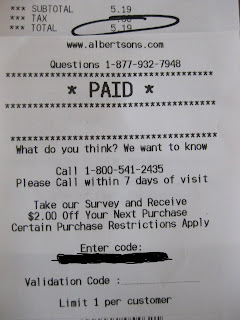 *** SUBTOTAL 5.19
*** TAX
*** TOTAL 5.19
www.albertsons.com
Questions 1-877-932-7948
* PAID *
What do you think? We want to know
Call 1-800-541-2435
Please Call within 7 days of visit
Take our Survey and Receive
$2.00 Off Your Next Purchase
Certain Purchase Restrictions Apply
Enter code:
Validation Code :
Limit 1 per customer